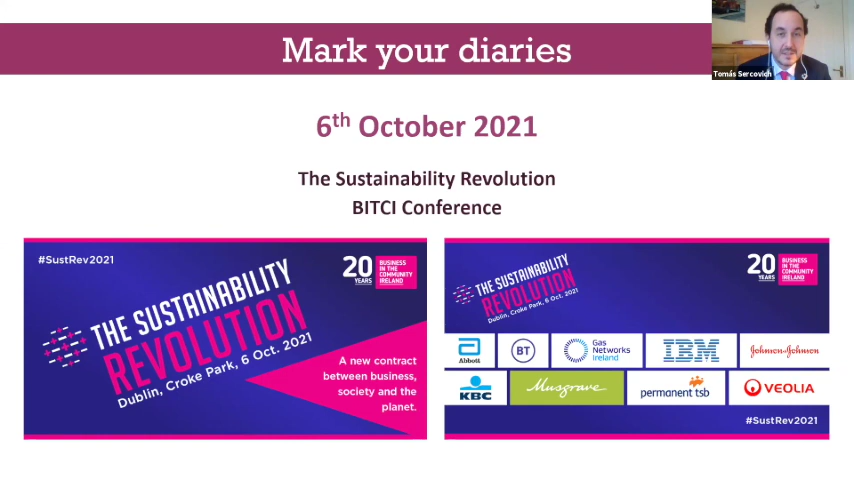 Mark your diaries
Tomás Sercovich
6th October 2021
The Sustainability Revolution
BITCI Conference
#SustRev2021
20
YEARS
BUSINESS
IN THE
COMMUNITY
IRELAND
THE SUSTAINABILITY
REVOLUTION
Dublin, Croke Park, 6 Oct. 2021
A new contract
between business,
society and the
planet.
20
YEARS
BUSINESS
IN THE
COMMUNITY
IRELAND
THE SUSTAINABILITY
REVOLUTION
Dublin, Croke Park, 6 Oct. 2021
Abbott
BT
Gas
Networks
Ireland
IBM
Johnson&Johnson
KBC
Musgrave
permanent tsb
VEOLIA
#SustRev2021